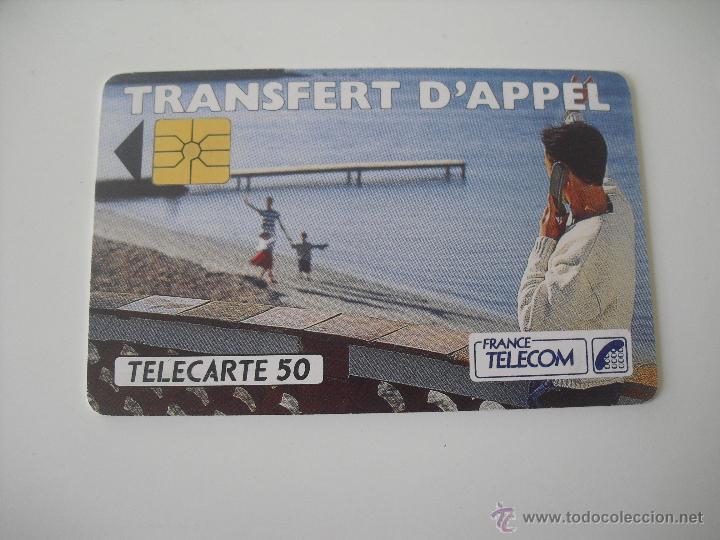 TRANSFERT D'APPEL
TELECARTE 50
FRANCE
TELECOM
© www.todocoleccion.net